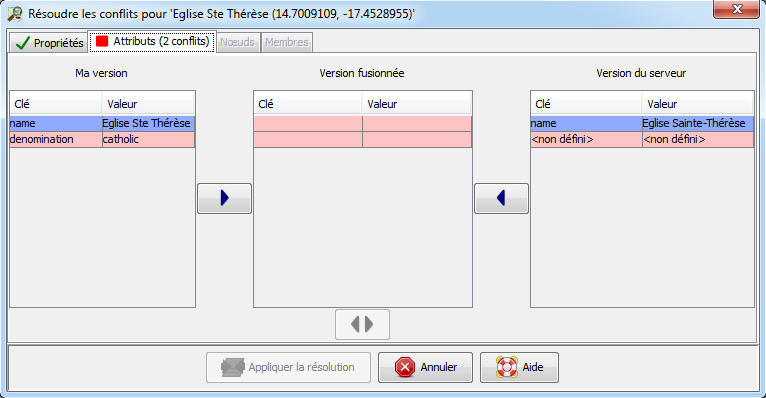 Résoudre les conflits pour 'Eglise Ste Thérèse (14.7009109, -17.4528955)'
Propriétés Attributs (2 conflits) Nœuds Membres
Ma version Version fusionnée Version du serveur
Clé Valeur Clé Valeur Clé Valeur
name Eglise Ste Thérèse name Eglise Sainte-Thérèse
denomination catholic <non défini> <non défini>
Appliquer la résolution Annuler Aide